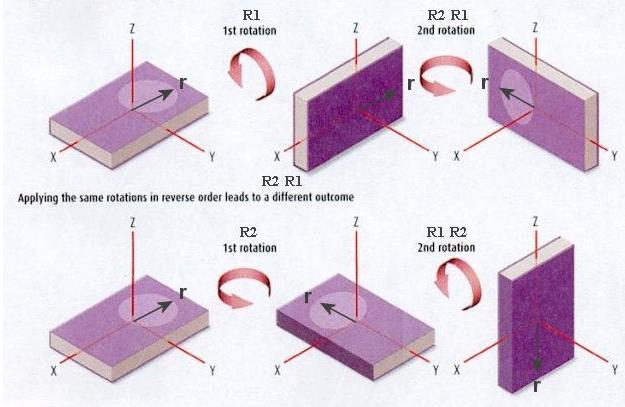 R1
1st rotation
R2 R1
2nd rotation
Z
Z
Z
r
r
r
X
Y
X
Y
X
Y
R2 R1
Applying the same rotations in reverse order leads to a different outcome
Z
Z
Z
R2
1st rotation
R1 R2
2nd rotation
r
r
X
Y
X
Y
X
Y
r